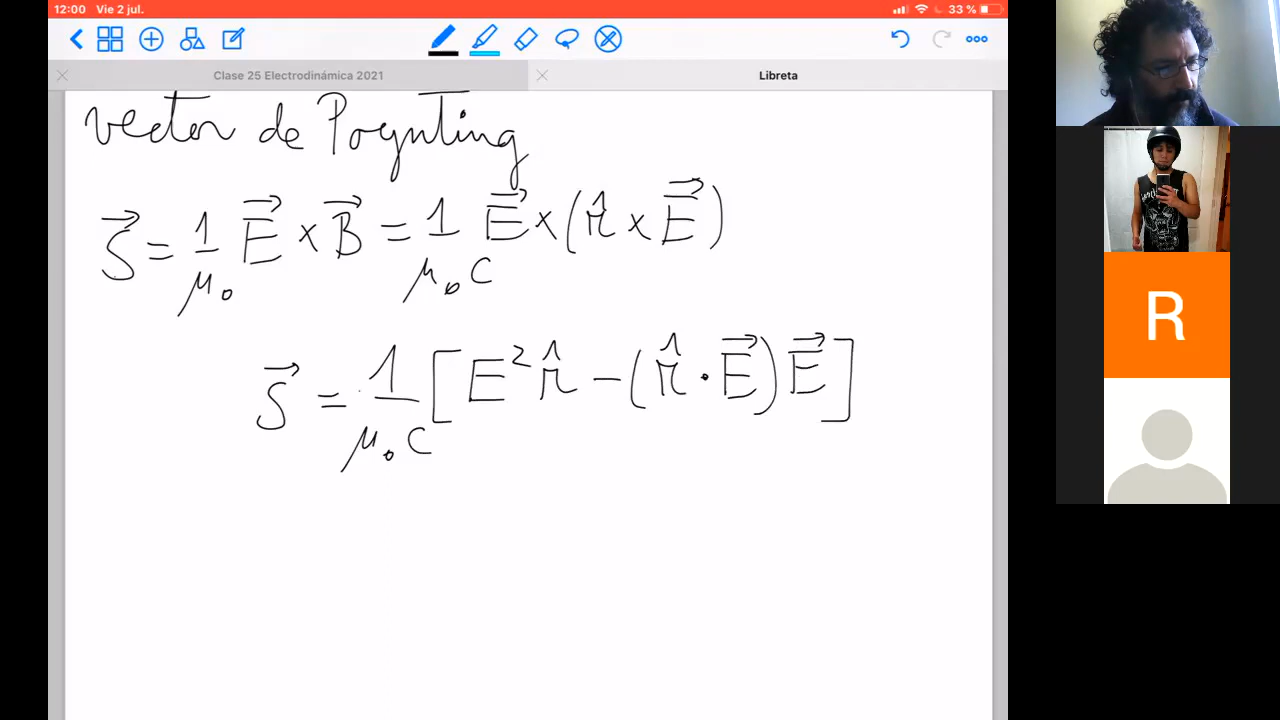 12:00 Vie 2 jul. 33 %
Clase 25 Electrodinámica 2021 Libreta
vector de Poynting
S⃗ = 1/μ₀ E⃗ × B⃗ = 1/μ₀c E⃗ × (r̂ × E⃗)
S⃗ = 1/μ₀c [E² r̂ − (r̂ · E⃗) E⃗]
R